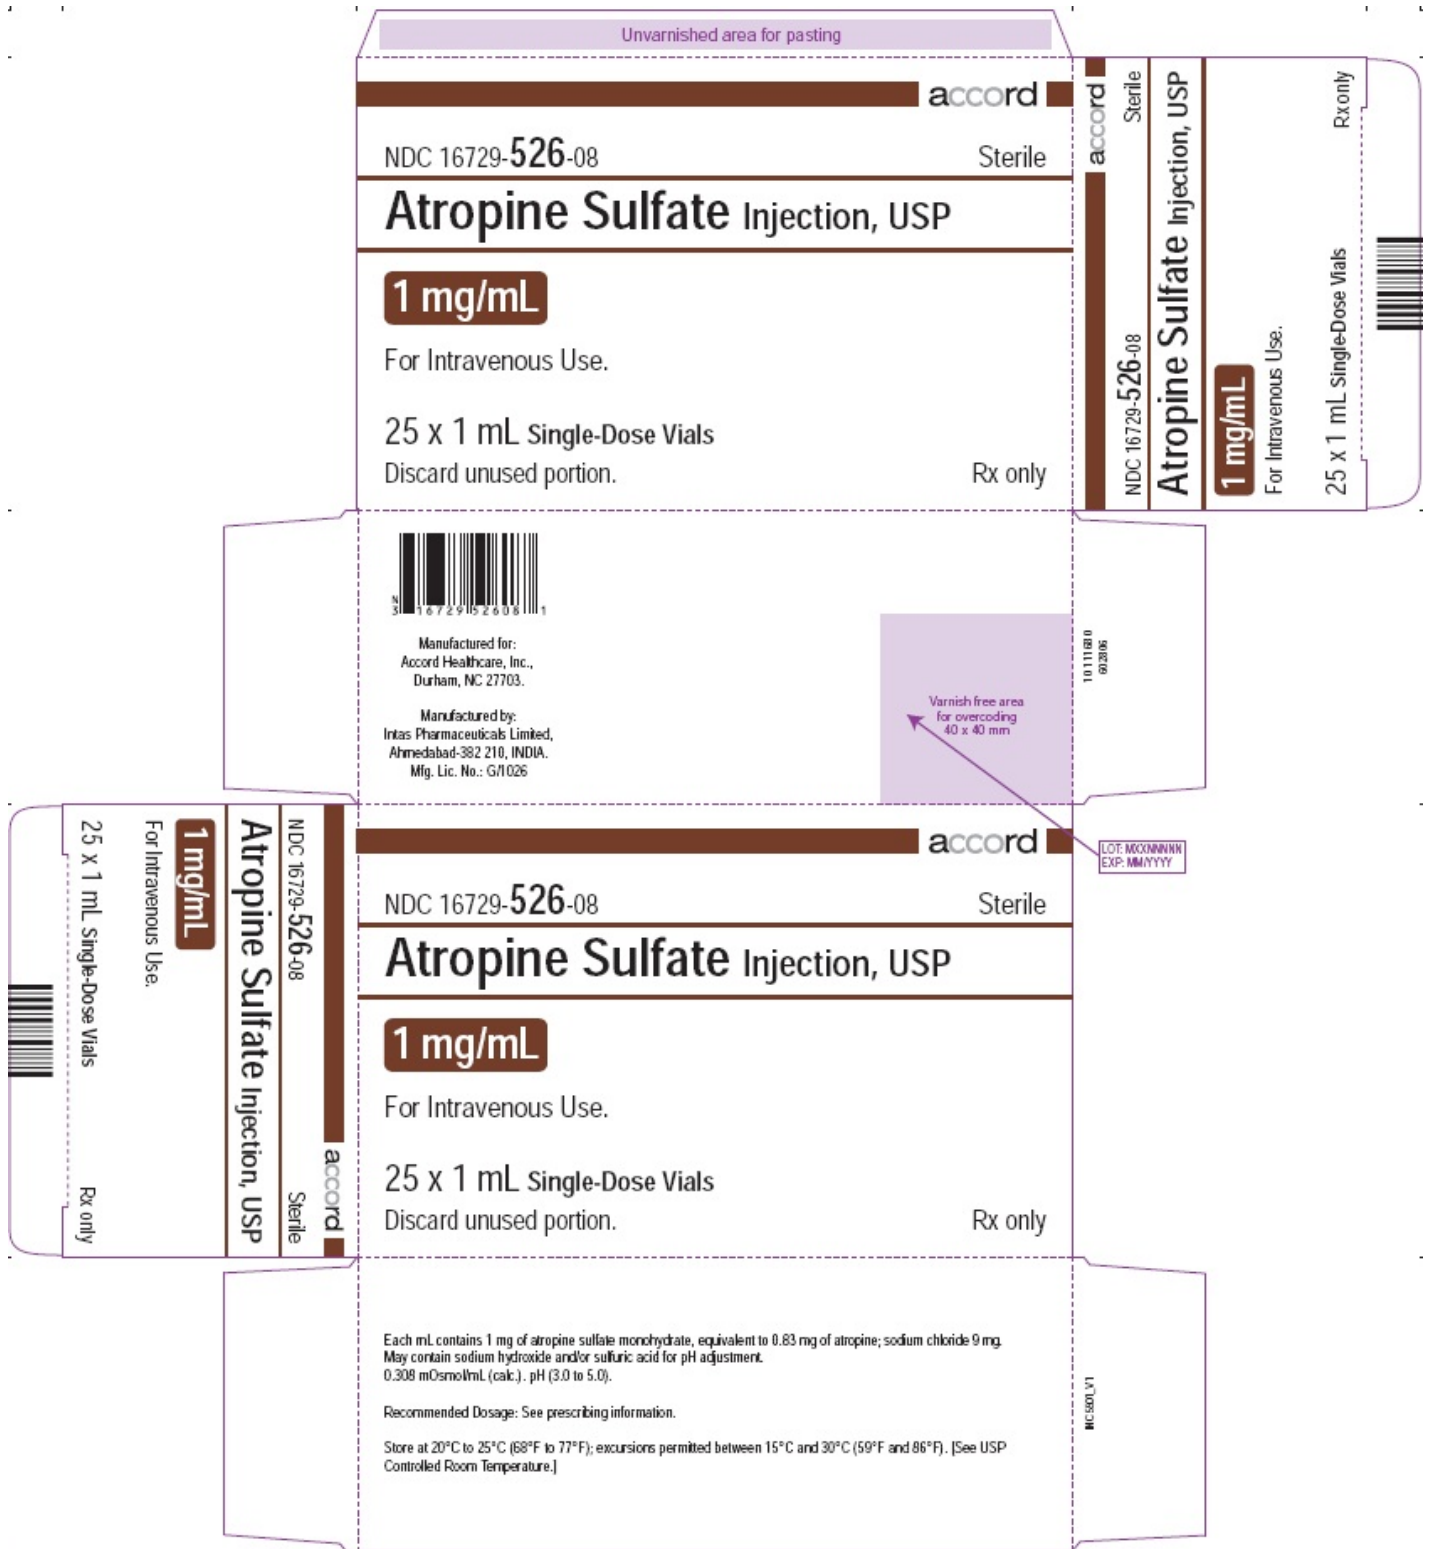 Unvarnished area for pasting
accord
NDC 16729-526-08 Sterile
Atropine Sulfate Injection, USP
1 mg/mL
For Intravenous Use.
25 x 1 mL Single-Dose Vials
Discard unused portion. Rx only
accord
NDC 16729-526-08 Sterile
Atropine Sulfate Injection, USP
1 mg/mL
For Intravenous Use.
25 x 1 mL Single-Dose Vials Rx only
N
3 16729 52608 1
Manufactured for:
Accord Healthcare, Inc.,
Durham, NC 27703.
Manufactured by:
Intas Pharmaceuticals Limited,
Ahmedabad-382 210, INDIA.
Mfg. Lic. No.: G/1026
Varnish free area
for overcoding
40 x 40 mm
10 11168 0
602806
LOT: MXXNNNNN
EXP: MM/YYYY
accord
NDC 16729-526-08 Sterile
Atropine Sulfate Injection, USP
1 mg/mL
For Intravenous Use.
25 x 1 mL Single-Dose Vials Rx only
accord
NDC 16729-526-08 Sterile
Atropine Sulfate Injection, USP
1 mg/mL
For Intravenous Use.
25 x 1 mL Single-Dose Vials
Discard unused portion. Rx only
Each mL contains 1 mg of atropine sulfate monohydrate, equivalent to 0.83 mg of atropine; sodium chloride 9 mg.
May contain sodium hydroxide and/or sulfuric acid for pH adjustment.
0.308 mOsmol/mL (calc.). pH (3.0 to 5.0).
Recommended Dosage: See prescribing information.
Store at 20°C to 25°C (68°F to 77°F); excursions permitted between 15°C and 30°C (59°F and 86°F). [See USP
Controlled Room Temperature.]